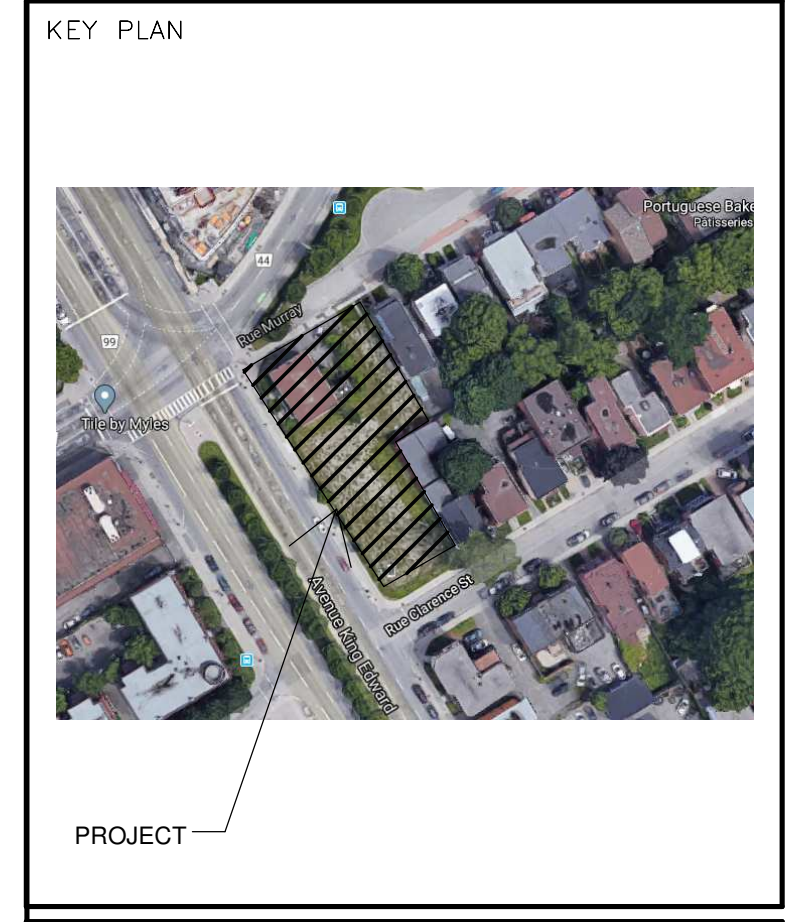 KEY PLAN
Portuguese Bake
Pâtisseries
44
Rue Murray
99
Tile by Myles
Rue Clarence St
Avenue King Edward
PROJECT